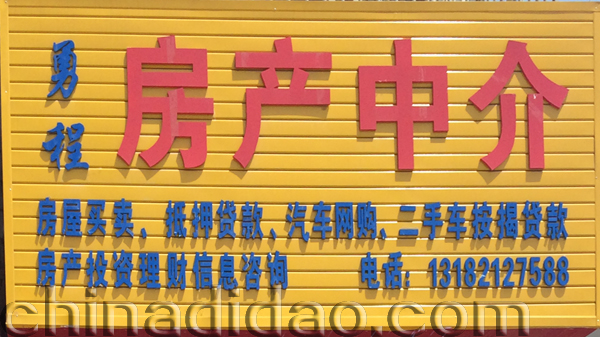 勇程
房产中介
房屋买卖、抵押贷款、汽车网购、二手车按揭贷款
房产投资理财信息咨询 电话:13182127588
chinadidao.com